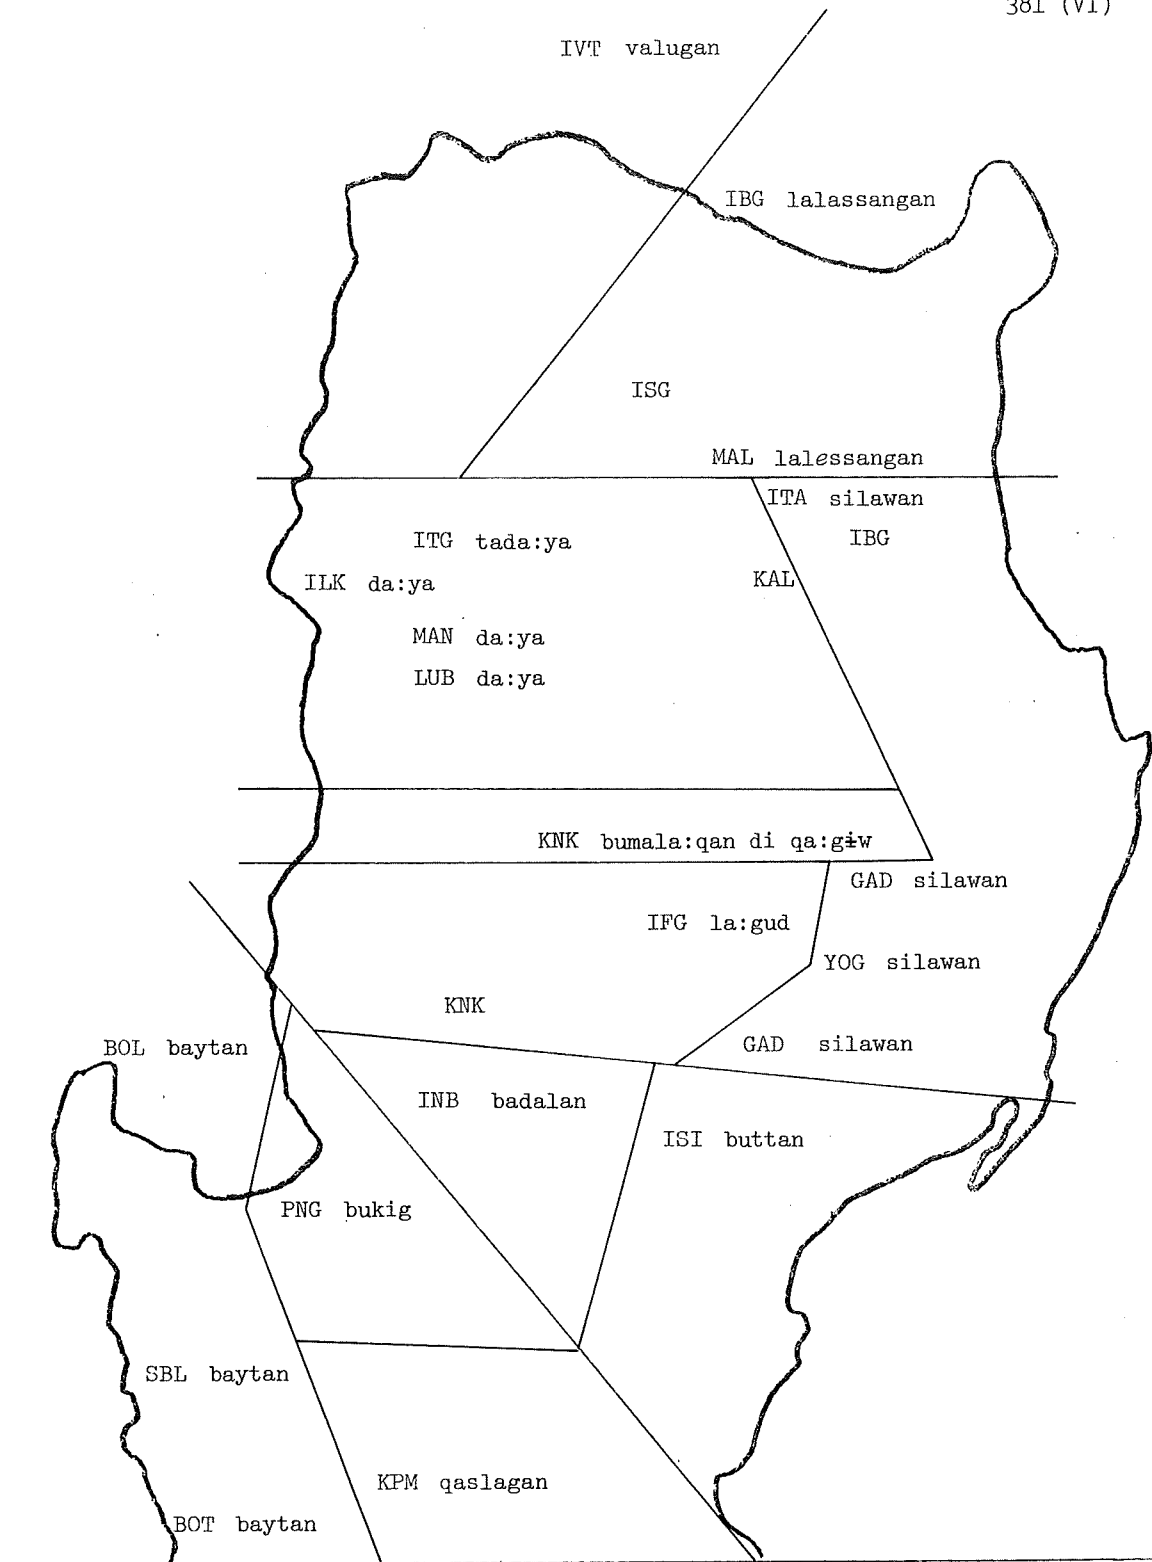 381 (VI)
IVT valugan
IBG lalassangan
ISG
MAL lalessangan
ITA silawan
IBG
ITG tada:ya
KAL
ILK da:ya
MAN da:ya
LUB da:ya
KNK bumala:qan di qa:gɨw
GAD silawan
IFG la:gud
YOG silawan
KNK
GAD silawan
BOL baytan
INB badalan
ISI buttan
PNG bukig
SBL baytan
KPM qaslagan
BOT baytan